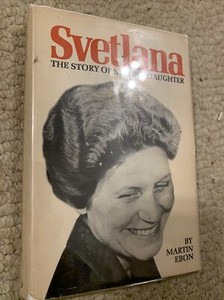 Svetlana
THE STORY OF S DAUGHTER
BY
MARTIN
EBON